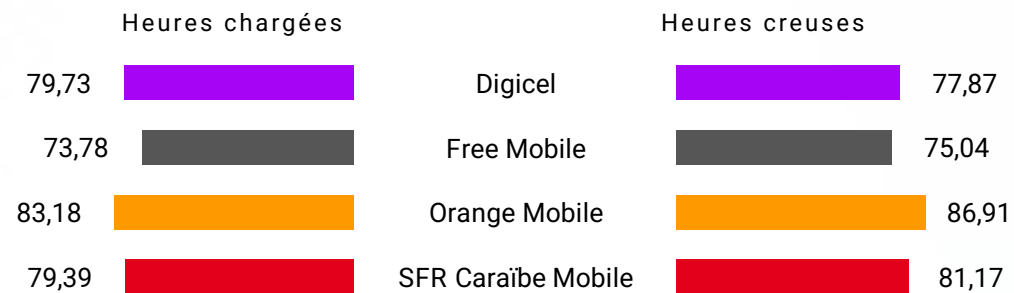 Heures chargées Heures creuses
79,73 Digicel 77,87
73,78 Free Mobile 75,04
83,18 Orange Mobile 86,91
79,39 SFR Caraïbe Mobile 81,17